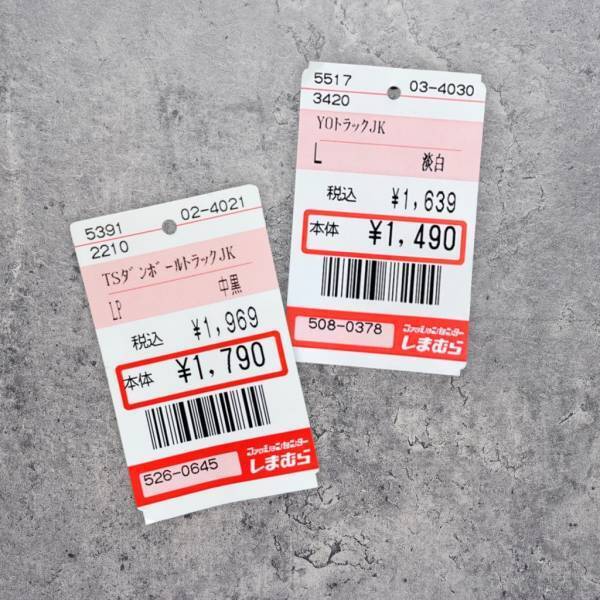 5391
02-4021
2210
TSﾀﾞﾝﾎﾞｰﾙトラックJK
LP 中黒
税込 ¥1,969
本体 ¥1,790
526-0645
ファッションセンター
しまむら
5517
03-4030
3420
YOトラックJK
L 淡白
税込 ¥1,639
本体 ¥1,490
508-0378
ファッションセンター
しまむら